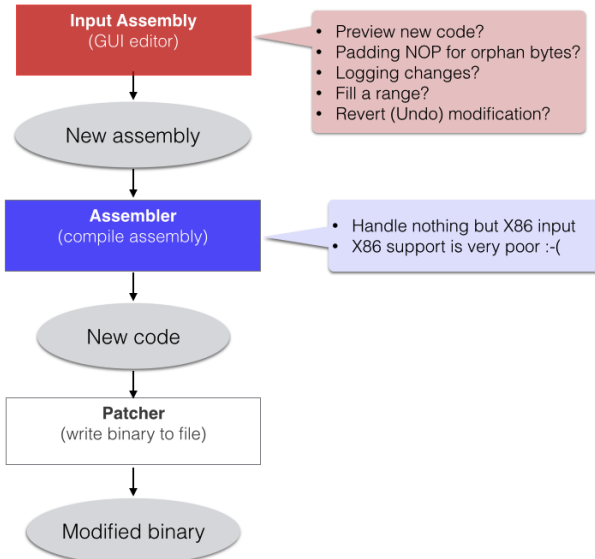 Input Assembly
(GUI editor)
• Preview new code?
• Padding NOP for orphan bytes?
• Logging changes?
• Fill a range?
• Revert (Undo) modification?
New assembly
Assembler
(compile assembly)
• Handle nothing but X86 input
• X86 support is very poor :-(
New code
Patcher
(write binary to file)
Modified binary